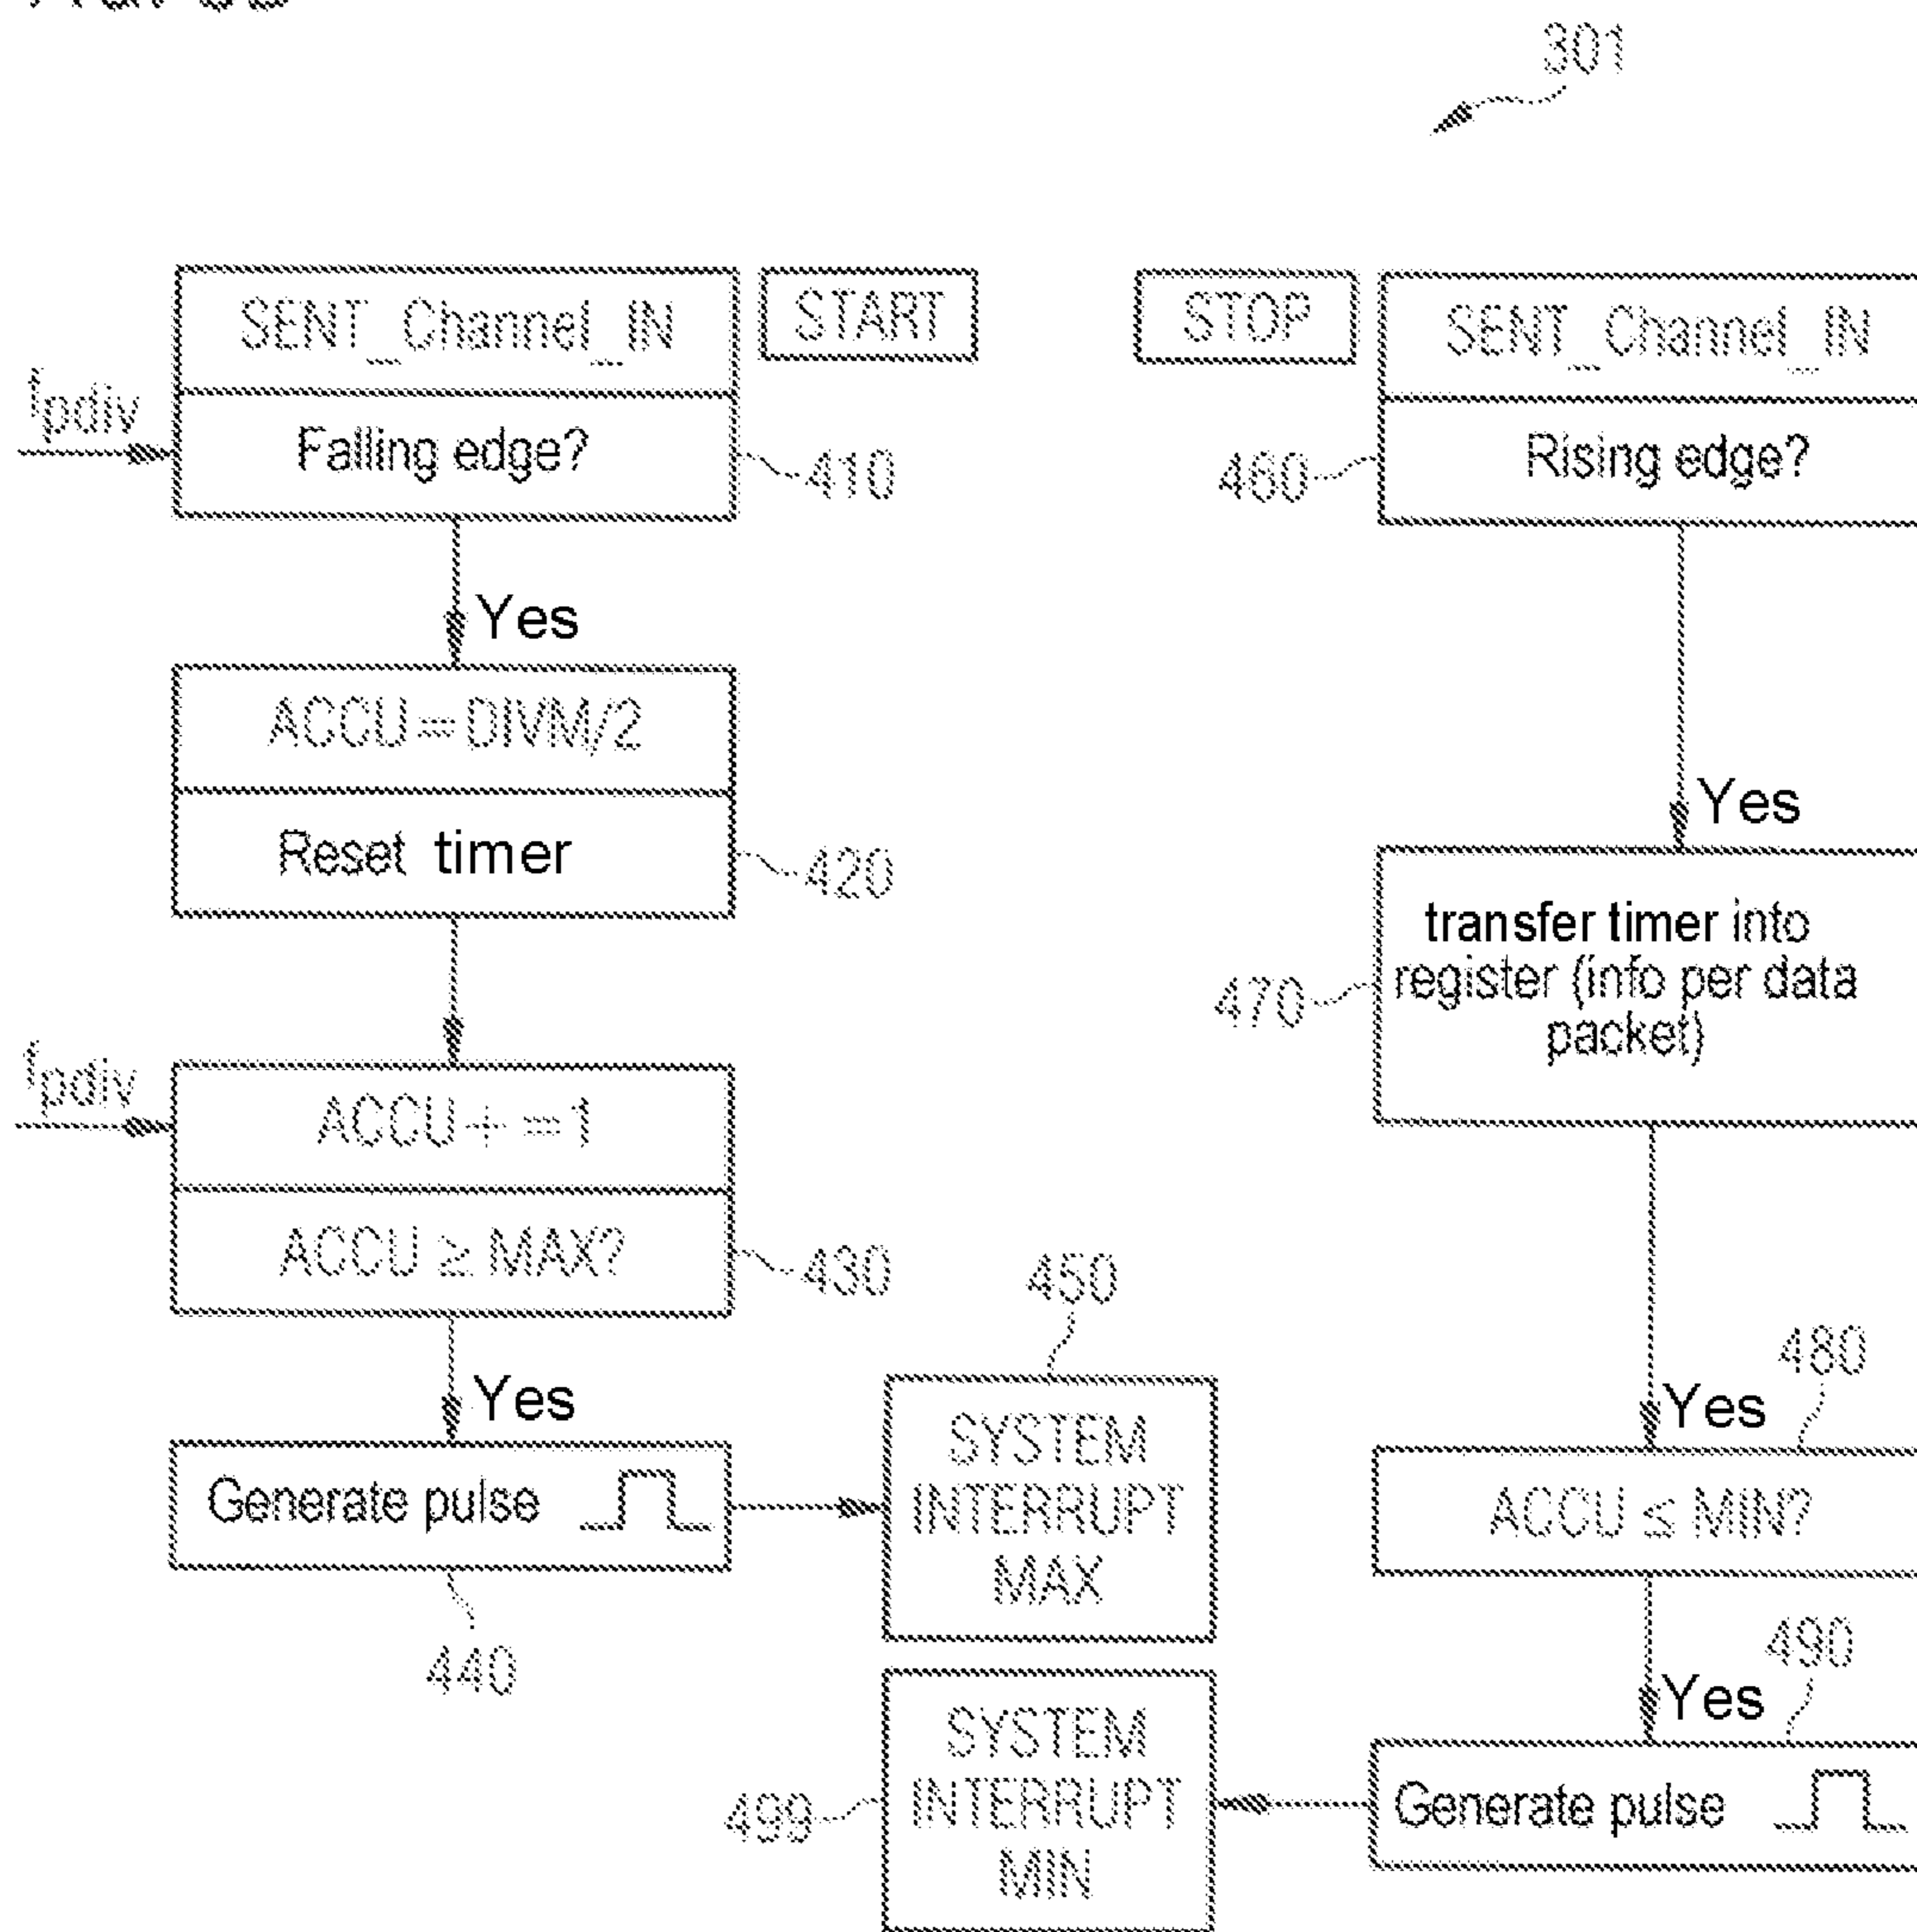 301
SENT_Channel_IN
START
fpdiv
Falling edge?
410
Yes
ACCU=DIVM/2
Reset timer
420
fpdiv
ACCU+=1
ACCU ≥ MAX?
430
Yes
Generate pulse
440
450
SYSTEM
INTERRUPT
MAX
STOP
SENT_Channel_IN
460
Rising edge?
Yes
transfer timer into
470
register (info per data
packet)
480
Yes
ACCU ≤ MIN?
490
Yes
Generate pulse
499
SYSTEM
INTERRUPT
MIN